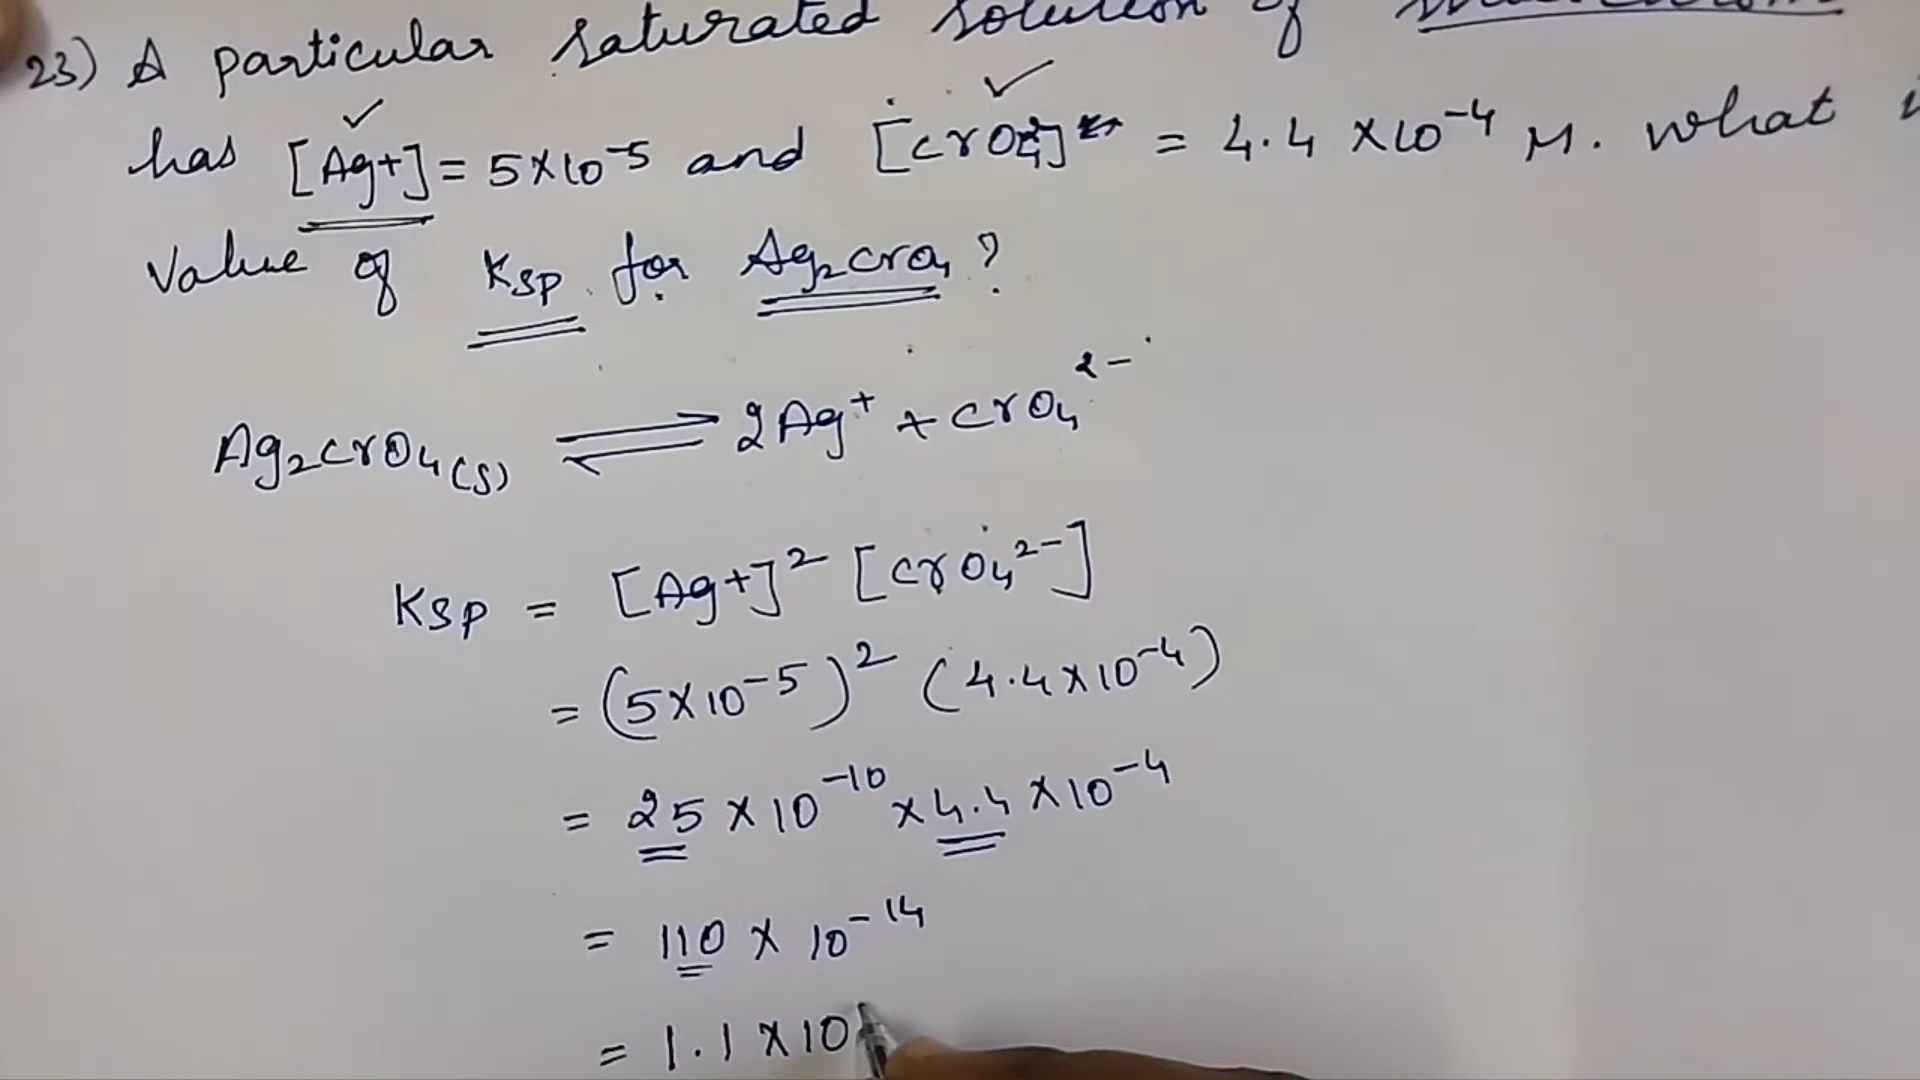 23) A particular saturated solution of
has [Ag+] = 5×10⁻⁵ and [CrO₄] = 4.4 ×10⁻⁴ M. what i
value of Ksp for Ag₂CrO₄ ?
Ag₂CrO₄(s) ⇌ 2Ag⁺ + CrO₄²⁻
Ksp = [Ag+]² [CrO₄²⁻]
= (5×10⁻⁵)² (4.4×10⁻⁴)
= 25 × 10⁻¹⁰ × 4.4 × 10⁻⁴
= 110 × 10⁻¹⁴
= 1.1 × 10